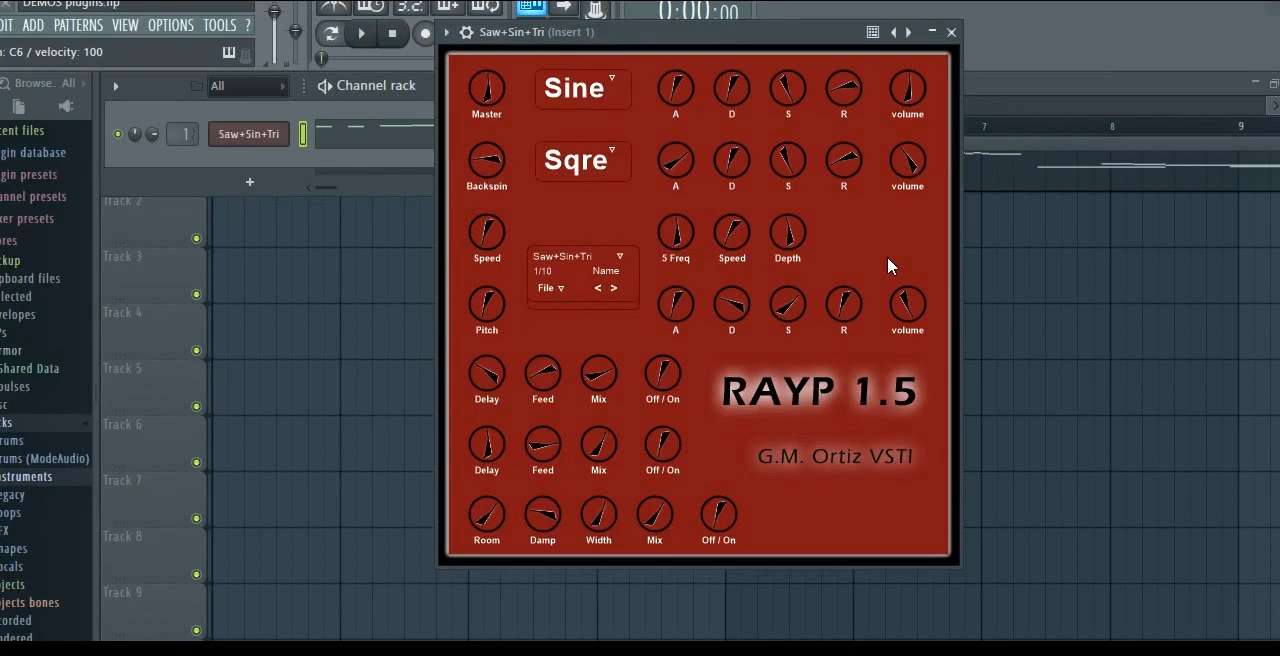 DEMOS plugins.flp
EDIT ADD PATTERNS VIEW OPTIONS TOOLS ?
n: C6 / velocity: 100
3.2.
0:00:00
Saw+Sin+Tri (Insert 1)
Browse.. All
All
Channel rack
1
Saw+Sin+Tri
+
7 8 9
Sine
Master A D S R volume
Sqre
Backspin A D S R volume
Speed 5 Freq Speed Depth
Saw+Sin+Tri
1/10 Name
File < >
Pitch A D S R volume
Delay Feed Mix Off / On
RAYP 1.5
Delay Feed Mix Off / On
G.M. Ortiz VSTI
Room Damp Width Mix Off / On
cent files
gin database
gin presets
annel presets
xer presets
ores
kup
pboard files
lected
velopes
's
rmor
Shared Data
pulses
sc
ks
rums
rums (ModeAudio)
struments
egacy
oops
FX
hapes
ocals
jects
jects bones
corded
ndered
Track 2
Track 3
Track 4
Track 5
Track 6
Track 7
Track 8
Track 9